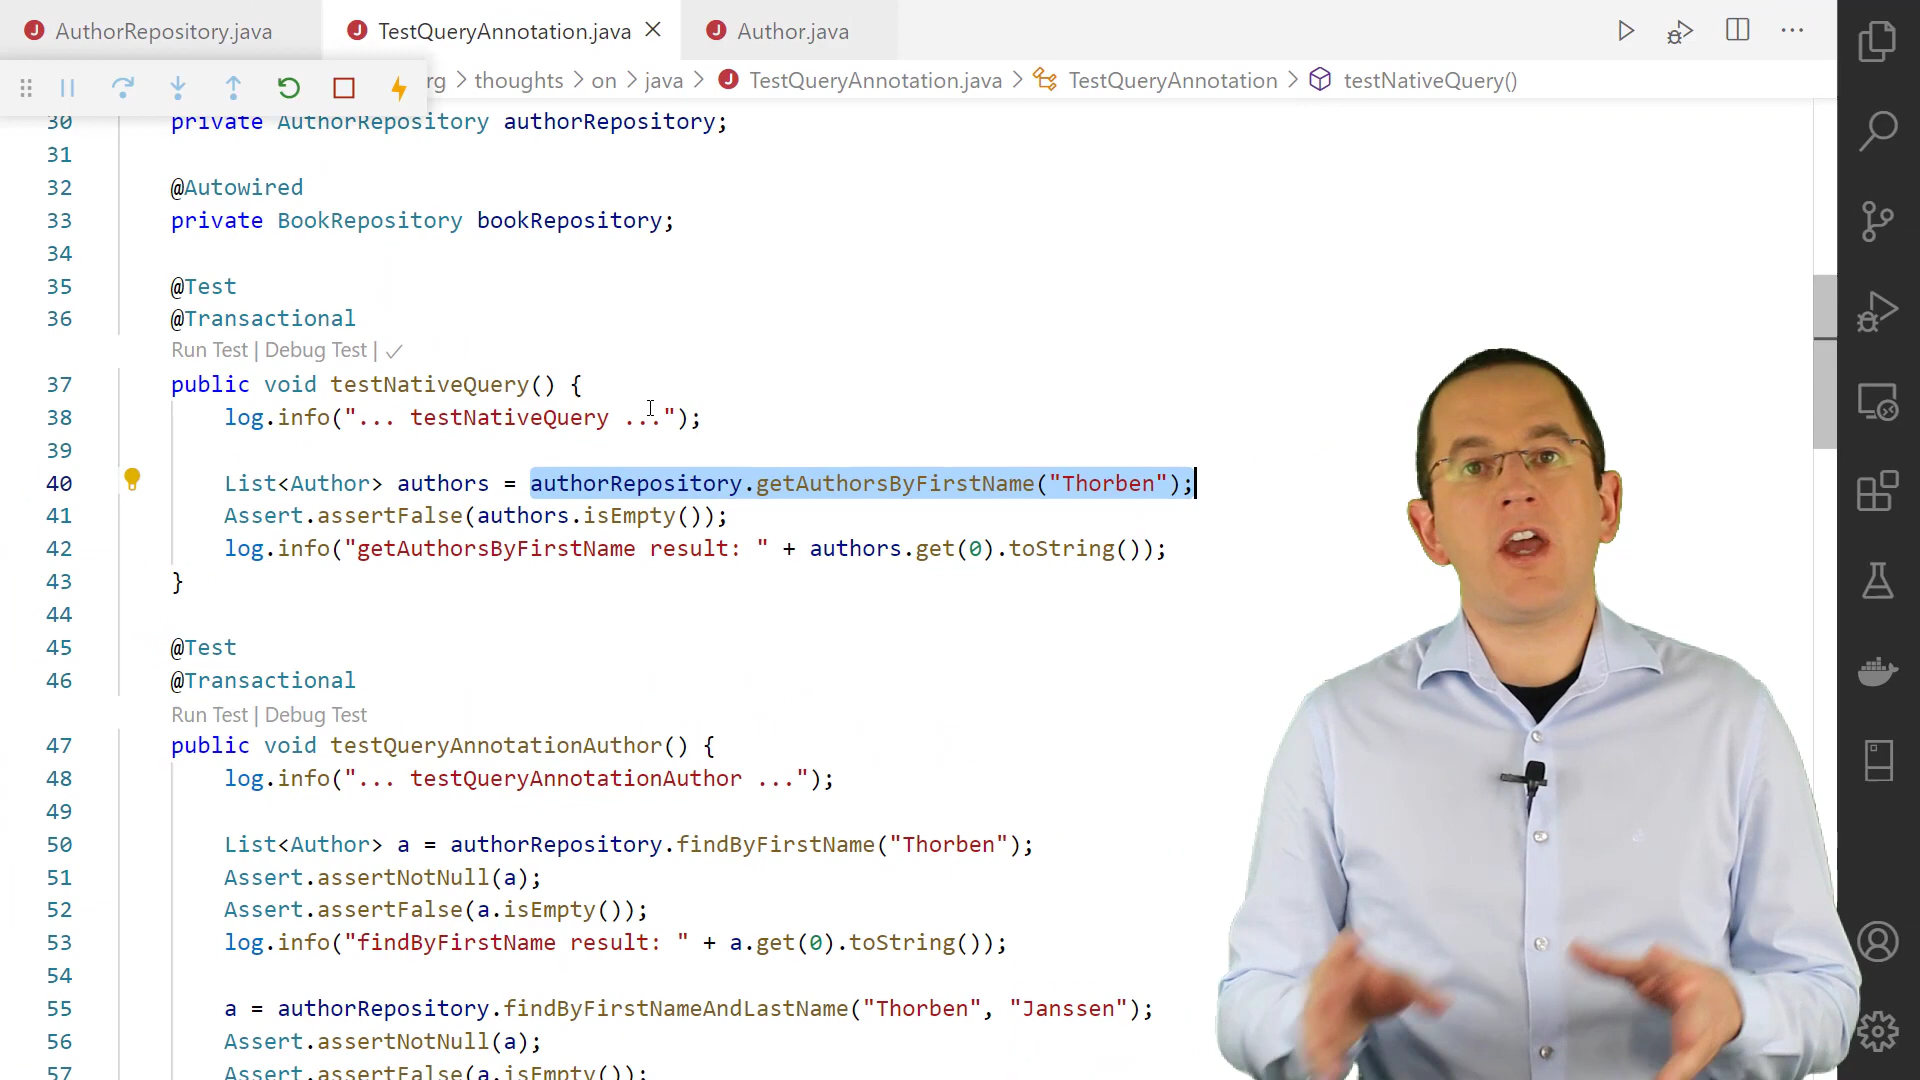 AuthorRepository.java
TestQueryAnnotation.java
Author.java
rg > thoughts > on > java > TestQueryAnnotation.java > TestQueryAnnotation > testNativeQuery()
30 private AuthorRepository authorRepository;
31
32 @Autowired
33 private BookRepository bookRepository;
34
35 @Test
36 @Transactional
Run Test | Debug Test |
37 public void testNativeQuery() {
38 log.info("... testNativeQuery ...");
39
40 List<Author> authors = authorRepository.getAuthorsByFirstName("Thorben");
41 Assert.assertFalse(authors.isEmpty());
42 log.info("getAuthorsByFirstName result: " + authors.get(0).toString());
43 }
44
45 @Test
46 @Transactional
Run Test | Debug Test
47 public void testQueryAnnotationAuthor() {
48 log.info("... testQueryAnnotationAuthor ...");
49
50 List<Author> a = authorRepository.findByFirstName("Thorben");
51 Assert.assertNotNull(a);
52 Assert.assertFalse(a.isEmpty());
53 log.info("findByFirstName result: " + a.get(0).toString());
54
55 a = authorRepository.findByFirstNameAndLastName("Thorben", "Janssen");
56 Assert.assertNotNull(a);
57 Assert.assertFalse(a.isEmpty());